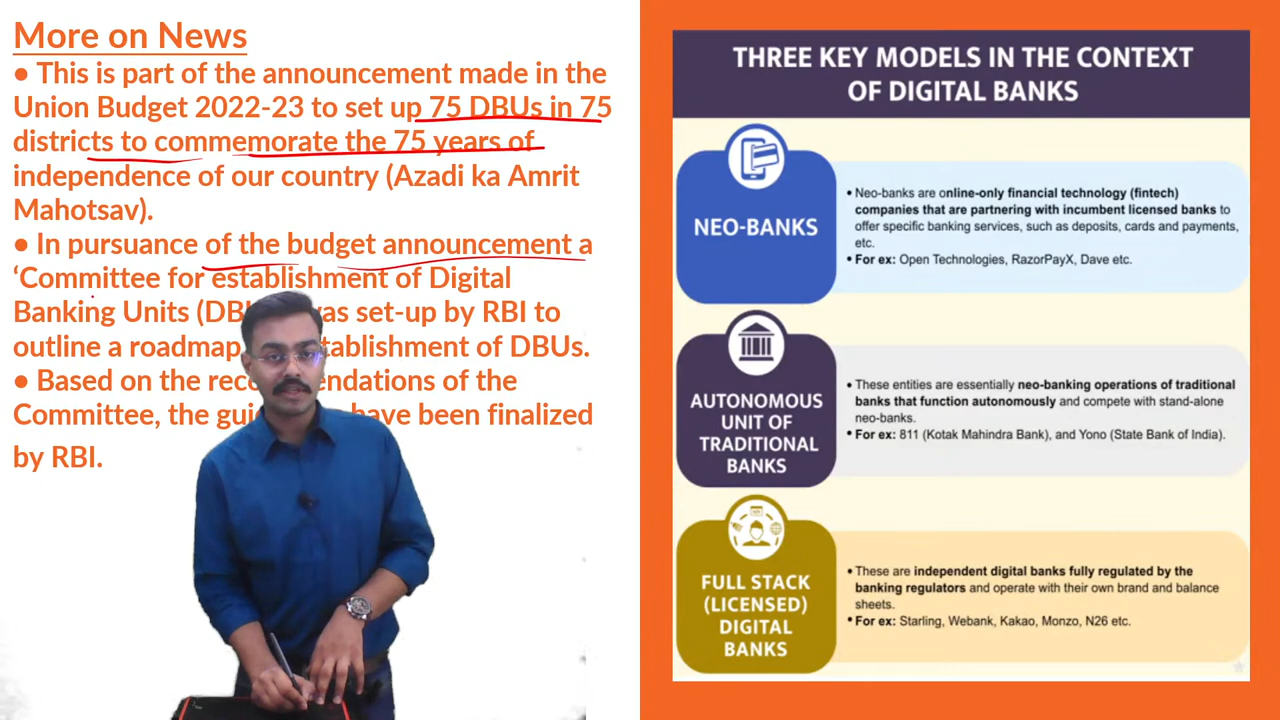 More on News
● This is part of the announcement made in the
Union Budget 2022-23 to set up 75 DBUs in 75
districts to commemorate the 75 years of
independence of our country (Azadi ka Amrit
Mahotsav).
● In pursuance of the budget announcement a
‘Committee for establishment of Digital
Banking Units (DB as set-up by RBI to
outline a roadmap tablishment of DBUs.
● Based on the rec endations of the
Committee, the gui have been finalized
by RBI.
THREE KEY MODELS IN THE CONTEXT
OF DIGITAL BANKS
NEO-BANKS
• Neo-banks are online-only financial technology (fintech)
companies that are partnering with incumbent licensed banks to
offer specific banking services, such as deposits, cards and payments,
etc.
• For ex: Open Technologies, RazorPayX, Dave etc.
AUTONOMOUS
UNIT OF
TRADITIONAL
BANKS
• These entities are essentially neo-banking operations of traditional
banks that function autonomously and compete with stand-alone
neo-banks.
• For ex: 811 (Kotak Mahindra Bank), and Yono (State Bank of India).
FULL STACK
(LICENSED)
DIGITAL
BANKS
• These are independent digital banks fully regulated by the
banking regulators and operate with their own brand and balance
sheets.
• For ex: Starling, Webank, Kakao, Monzo, N26 etc.